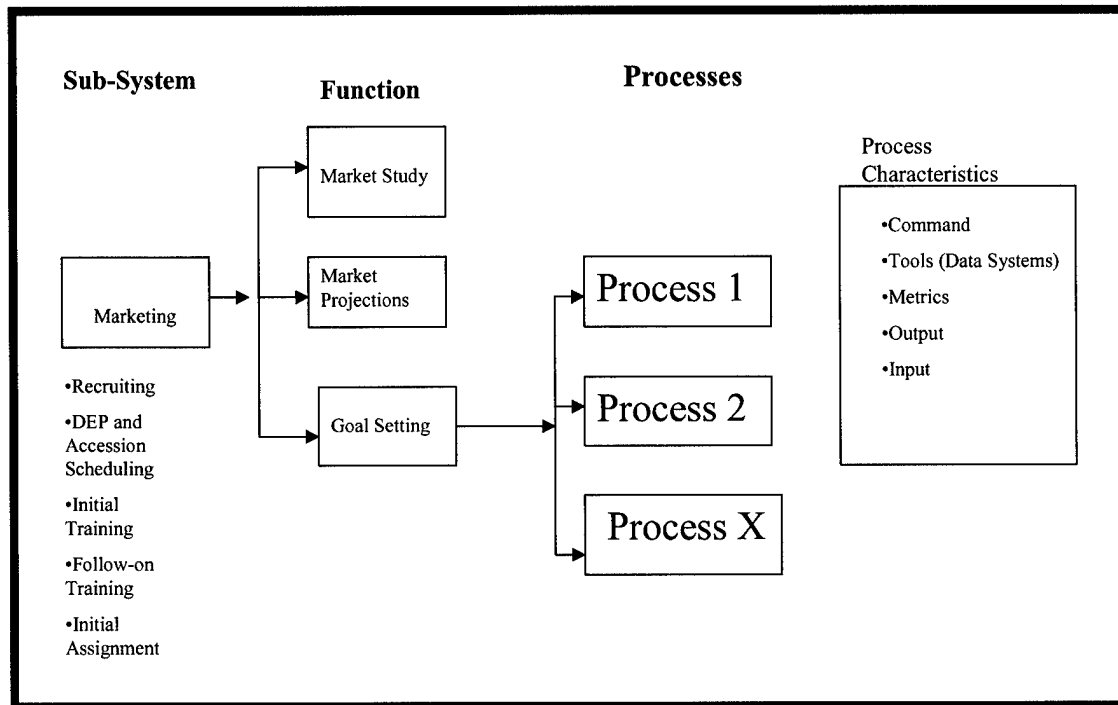 Sub-System
Function
Processes
Market Study
Process
Characteristics
•Command
•Tools (Data Systems)
•Metrics
•Output
•Input
Marketing
Market
Projections
Process 1
•Recruiting
•DEP and
Accession
Scheduling
•Initial
Training
•Follow-on
Training
•Initial
Assignment
Goal Setting
Process 2
Process X